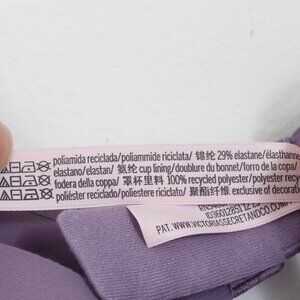 poliamida reciclada/poliammide riciclata/ 锦纶 29% elastane/élasthanne
elastano/elastan/ 氨纶 cup lining/doublure du bonnet/forro de la copa/
fodera della coppa/ 罩杯里料 100% recycled polyester/polyester recyc
poliéster reciclado/poliestere riciclato/ 聚酯纤维 exclusive of decorati
PAT. WWW.VICTORIASSECRETANDCO.COM/